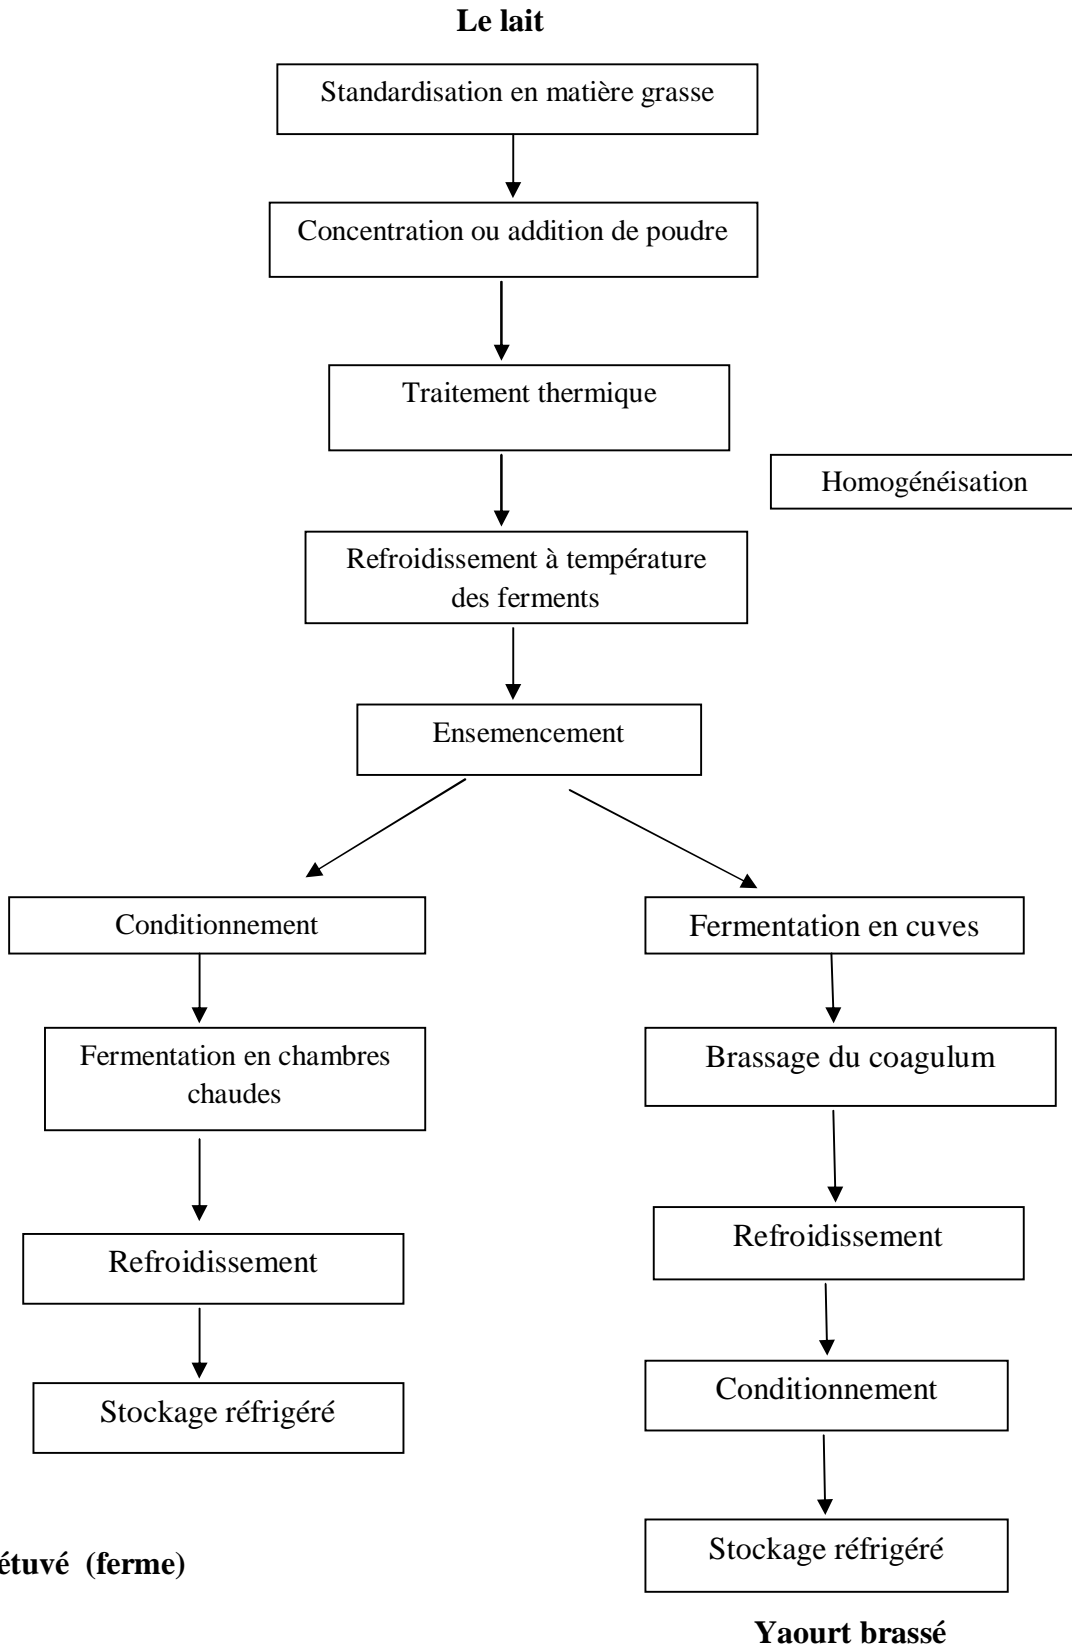 Le lait
Standardisation en matière grasse
Concentration ou addition de poudre
Traitement thermique
Homogénéisation
Refroidissement à température
des ferments
Ensemencement
Conditionnement
Fermentation en chambres
chaudes
Refroidissement
Stockage réfrigéré
étuvé (ferme)
Fermentation en cuves
Brassage du coagulum
Refroidissement
Conditionnement
Stockage réfrigéré
Yaourt brassé